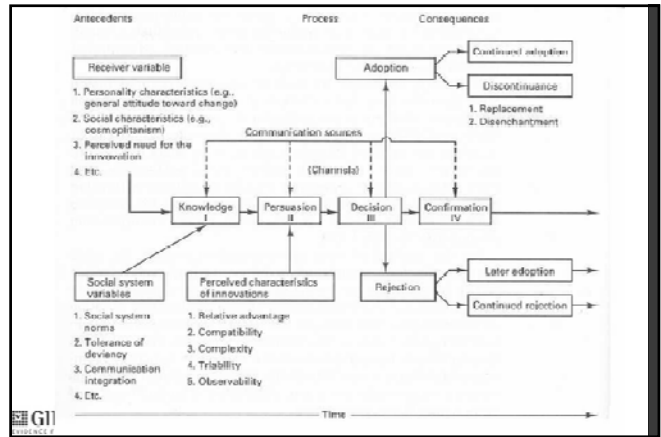 Antecedents
Process
Consequences
Receiver variable
1. Personality characteristics (e.g.,
general attitude toward change)
2. Social characteristics (e.g.,
cosmoplitanism)
3. Perceived need for the
innovation
4. Etc.
Communication sources
(Channels)
Adoption
Continued adoption
Discontinuance
1. Replacement
2. Disenchantment
Knowledge
I
Persuasion
II
Decision
III
Confirmation
IV
Social system
variables
1. Social system
norms
2. Tolerance of
deviancy
3. Communication
integration
4. Etc.
Perceived characteristics
of innovations
1. Relative advantage
2. Compatibility
3. Complexity
4. Triability
5. Observability
Rejection
Later adoption
Continued rejection
Time